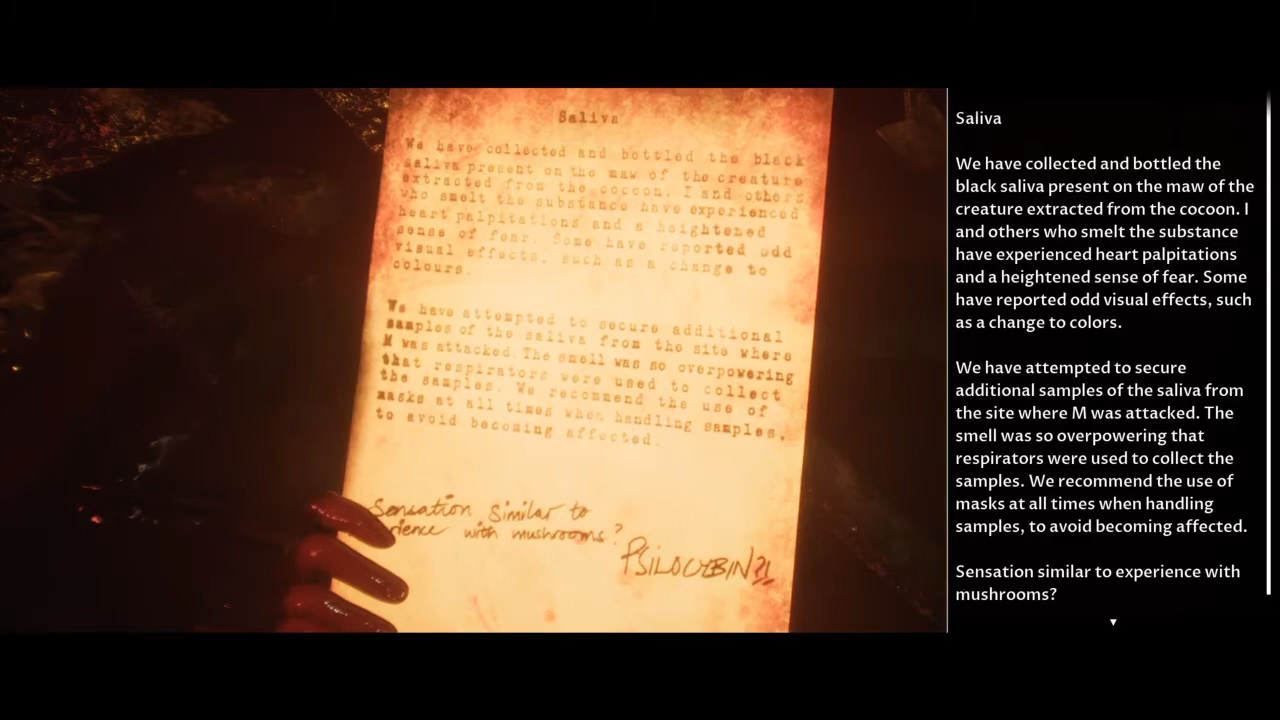 Saliva
We have collected and bottled the black
saliva present on the maw of the creature
extracted from the cocoon. I and others
who smelt the substance have experienced
heart palpitations and a heightened
sense of fear. Some have reported odd
visual effects, such as a change to
colours.
We have attempted to secure additional
samples of the saliva from the site where
M was attacked. The smell was so overpowering
that respirators were used to collect
the samples. We recommend the use of
masks at all times when handling samples,
to avoid becoming affected.
Sensation similar to
erience with mushrooms?
PSILOCYBIN?!
Saliva
We have collected and bottled the
black saliva present on the maw of the
creature extracted from the cocoon. I
and others who smelt the substance
have experienced heart palpitations
and a heightened sense of fear. Some
have reported odd visual effects, such
as a change to colors.
We have attempted to secure
additional samples of the saliva from
the site where M was attacked. The
smell was so overpowering that
respirators were used to collect the
samples. We recommend the use of
masks at all times when handling
samples, to avoid becoming affected.
Sensation similar to experience with
mushrooms?